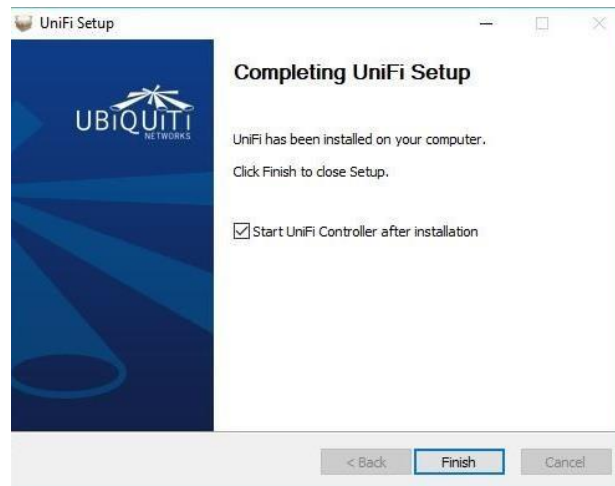 UniFi Setup
Completing UniFi Setup
UBiQUiTi
NETWORKS
UniFi has been installed on your computer.
Click Finish to close Setup.
Start UniFi Controller after installation
< Back
Finish
Cancel